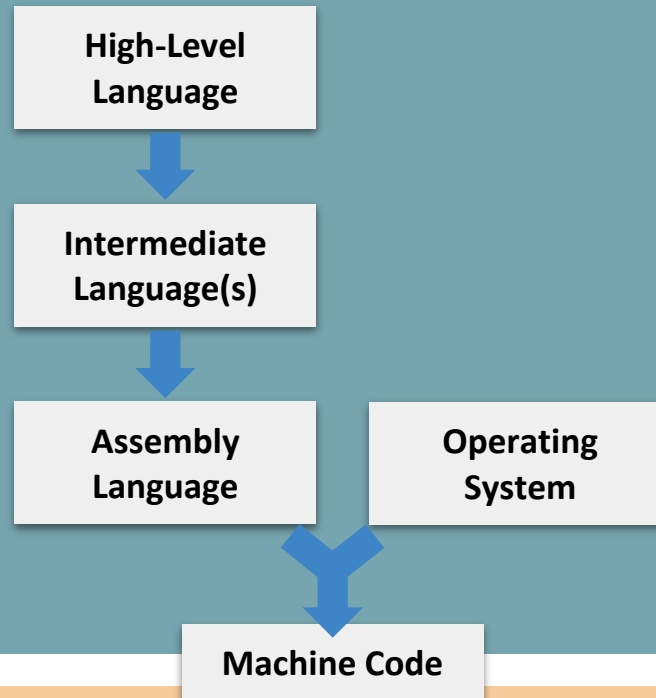 High-Level
Language
Intermediate
Language(s)
Assembly
Language
Operating
System
Machine Code